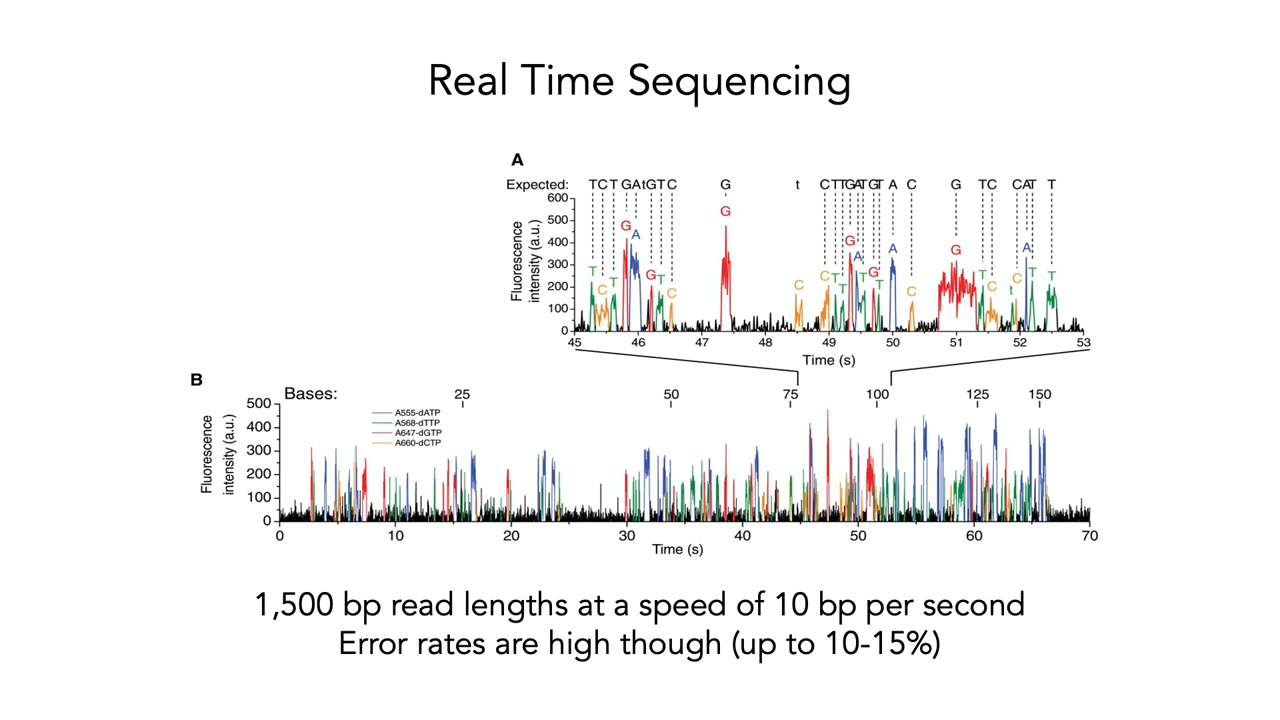 Real Time Sequencing
A
Expected: TCT GAtGTC G t CTTGATGT A C G TC CAT T
Fluorescence
intensity (a.u.)
600
500
400
300
200
100
0
G
A
T
C
T
G
T
C
G
C
C
T
T
G
A
T
G
T
A
C
G
T
C
t
C
A
T
T
45 46 47 48 49 50 51 52 53
Time (s)
B
Bases: 25 50 75 100 125 150
Fluorescence
intensity (a.u.)
500
400
300
200
100
0
A555-dATP
A568-dTTP
A647-dGTP
A660-dCTP
0 10 20 30 40 50 60 70
Time (s)
1,500 bp read lengths at a speed of 10 bp per second
Error rates are high though (up to 10-15%)